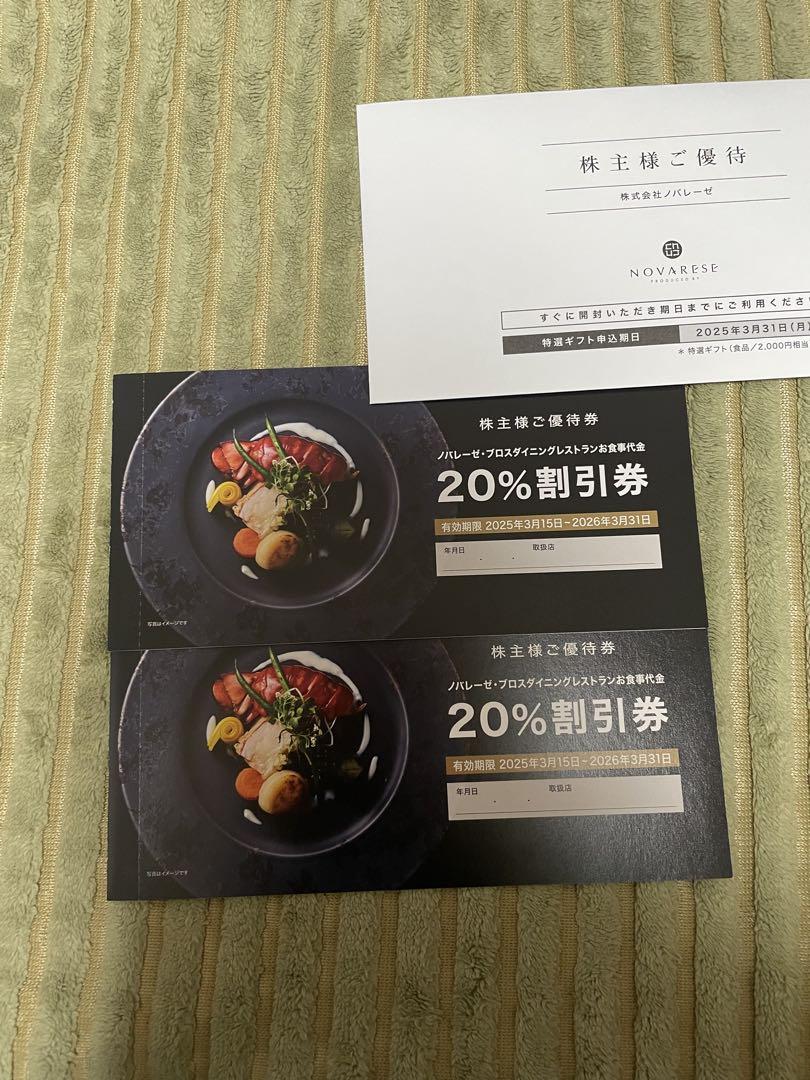 株主様ご優待
株式会社ノバレーゼ
NOVARESE
PRODUCED BY
すぐに開封いただき期日までにご利用くださ
特選ギフト申込期日 2025年3月31日(月)
＊特選ギフト(食品/2,000円相当
株主様ご優待券
ノバレーゼ・ブロスダイニングレストランお食事代金
20%割引券
有効期限 2025年3月15日~2026年3月31日
年月日 . . 取扱店
写真はイメージです
株主様ご優待券
ノバレーゼ・ブロスダイニングレストランお食事代金
20%割引券
有効期限 2025年3月15日~2026年3月31日
年月日 . . 取扱店
写真はイメージです